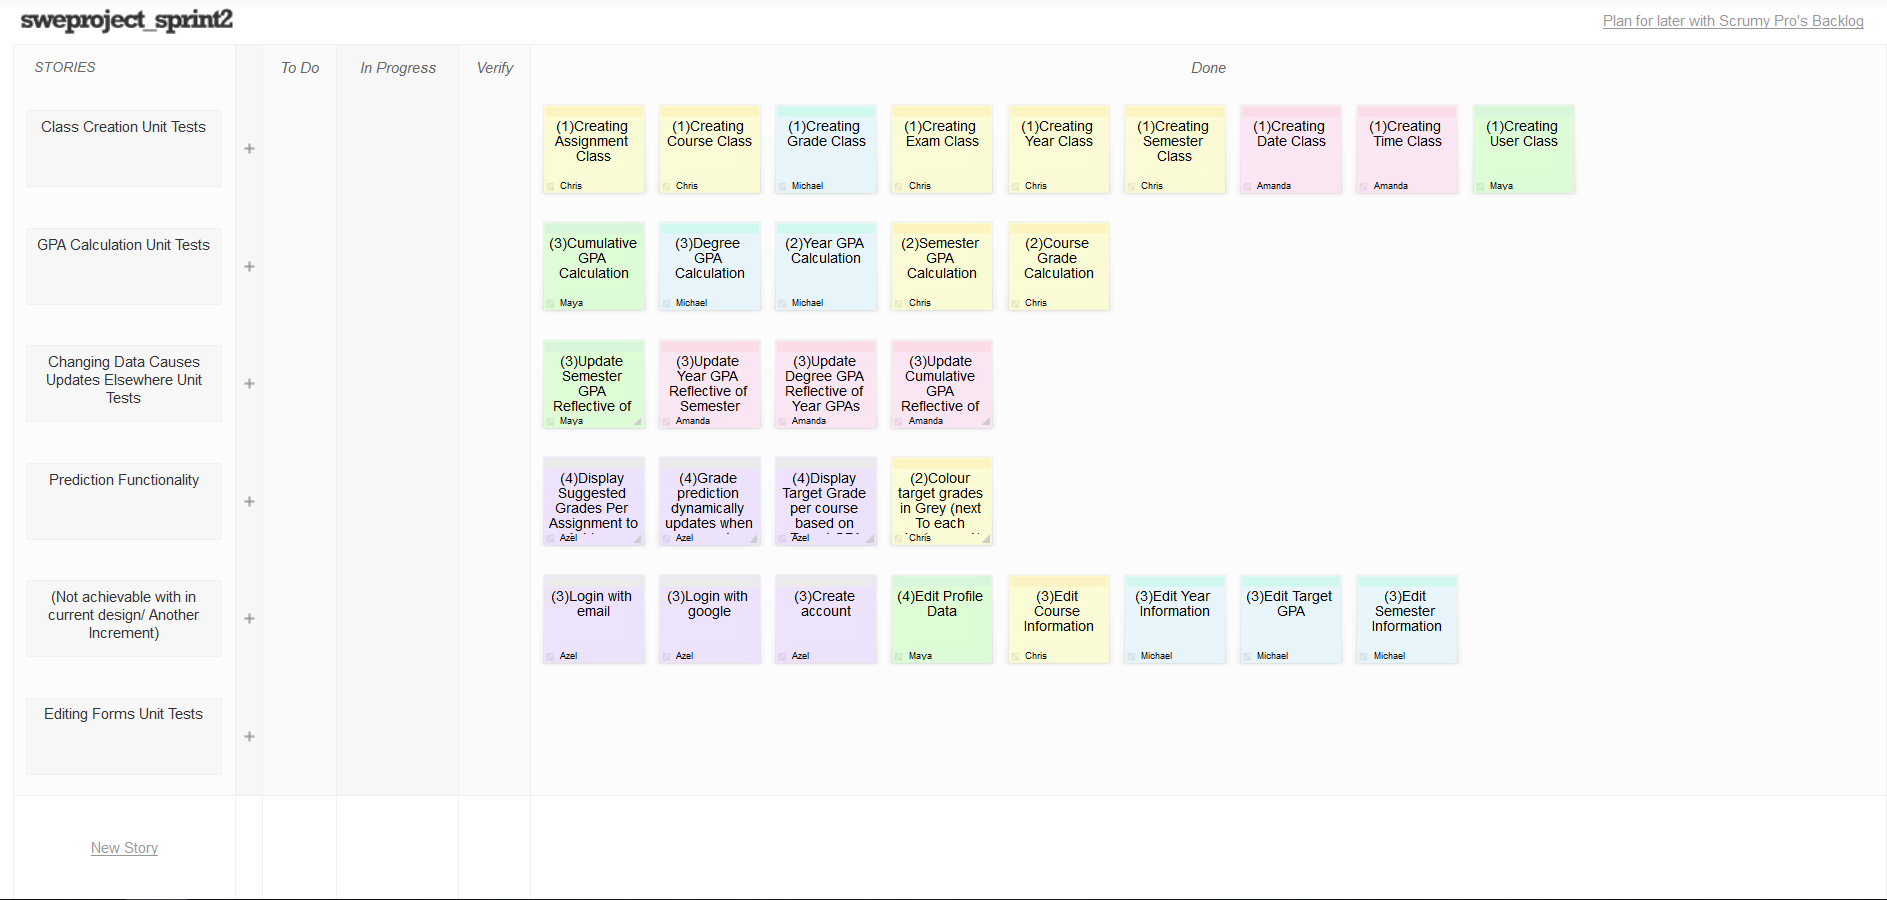 sweproject_sprint2
Plan for later with Scrumy Pro's Backlog
STORIES
To Do
In Progress
Verify
Done
Class Creation Unit Tests
+
(1)Creating
Assignment
Class
Chris
(1)Creating
Course Class
Chris
(1)Creating
Grade Class
Michael
(1)Creating
Exam Class
Chris
(1)Creating
Year Class
Chris
(1)Creating
Semester
Class
Chris
(1)Creating
Date Class
Amanda
(1)Creating
Time Class
Amanda
(1)Creating
User Class
Maya
GPA Calculation Unit Tests
+
(3)Cumulative
GPA
Calculation
Maya
(3)Degree
GPA
Calculation
Michael
(2)Year GPA
Calculation
Michael
(2)Semester
GPA
Calculation
Chris
(2)Course
Grade
Calculation
Chris
Changing Data Causes
Updates Elsewhere Unit
Tests
+
(3)Update
Semester
GPA
Reflective of
Maya
(3)Update
Year GPA
Reflective of
Semester
Amanda
(3)Update
Degree GPA
Reflective of
Year GPAs
Amanda
(3)Update
Cumulative
GPA
Reflective of
Amanda
Prediction Functionality
+
(4)Display
Suggested
Grades Per
Assignment to
Azel
(4)Grade
prediction
dynamically
updates when
Azel
(4)Display
Target Grade
per course
based on
Azel
(2)Colour
target grades
in Grey (next
To each
Chris
(Not achievable with in
current design/ Another
Increment)
+
(3)Login with
email
Azel
(3)Login with
google
Azel
(3)Create
account
Azel
(4)Edit Profile
Data
Maya
(3)Edit
Course
Information
Chris
(3)Edit Year
Information
Michael
(3)Edit Target
GPA
Michael
(3)Edit
Semester
Information
Michael
Editing Forms Unit Tests
+
New Story